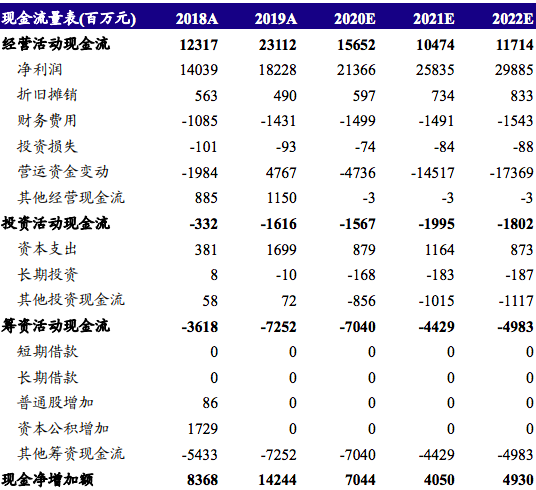 现金流量表(百万元) 2018A 2019A 2020E 2021E 2022E
经营活动现金流 12317 23112 15652 10474 11714
净利润 14039 18228 21366 25835 29885
折旧摊销 563 490 597 734 833
财务费用 -1085 -1431 -1499 -1491 -1543
投资损失 -101 -93 -74 -84 -88
营运资金变动 -1984 4767 -4736 -14517 -17369
其他经营现金流 885 1150 -3 -3 -3
投资活动现金流 -332 -1616 -1567 -1995 -1802
资本支出 381 1699 879 1164 873
长期投资 8 -10 -168 -183 -187
其他投资现金流 58 72 -856 -1015 -1117
筹资活动现金流 -3618 -7252 -7040 -4429 -4983
短期借款 0 0 0 0 0
长期借款 0 0 0 0 0
普通股增加 86 0 0 0 0
资本公积增加 1729 0 0 0 0
其他筹资现金流 -5433 -7252 -7040 -4429 -4983
现金净增加额 8368 14244 7044 4050 4930